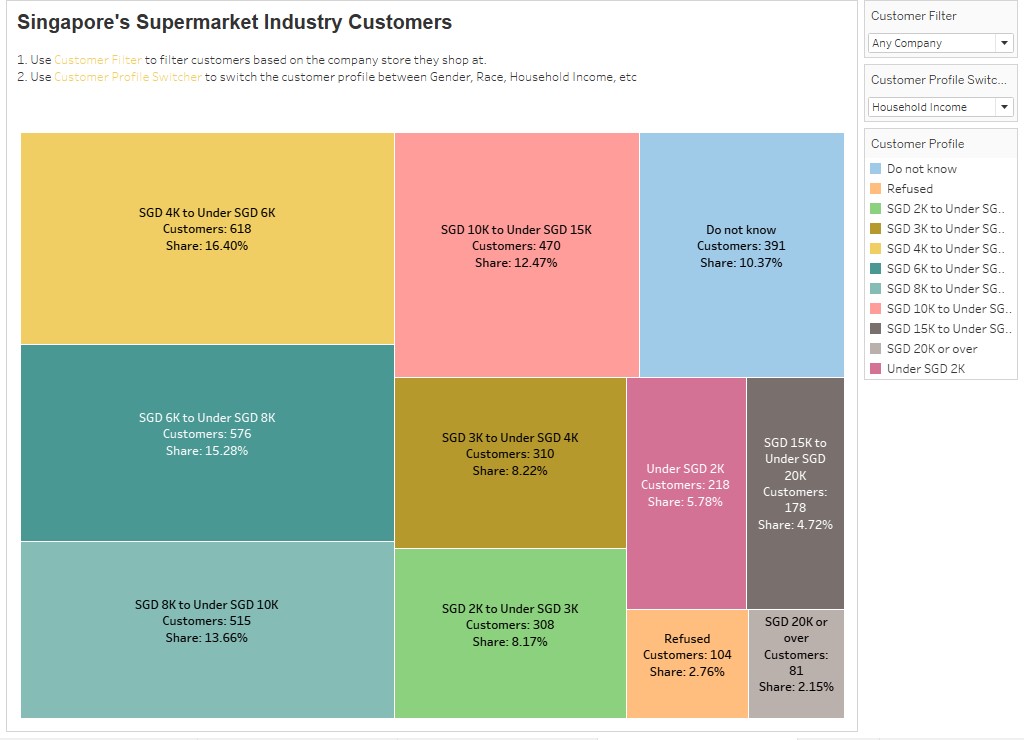 Singapore's Supermarket Industry Customers
1. Use Customer Filter to filter customers based on the company store they shop at.
2. Use Customer Profile Switcher to switch the customer profile between Gender, Race, Household Income, etc
SGD 4K to Under SGD 6K
Customers: 618
Share: 16.40%
SGD 6K to Under SGD 8K
Customers: 576
Share: 15.28%
SGD 8K to Under SGD 10K
Customers: 515
Share: 13.66%
SGD 10K to Under SGD 15K
Customers: 470
Share: 12.47%
Do not know
Customers: 391
Share: 10.37%
SGD 3K to Under SGD 4K
Customers: 310
Share: 8.22%
SGD 2K to Under SGD 3K
Customers: 308
Share: 8.17%
Under SGD 2K
Customers: 218
Share: 5.78%
SGD 15K to
Under SGD
20K
Customers:
178
Share: 4.72%
Refused
Customers: 104
Share: 2.76%
SGD 20K or
over
Customers:
81
Share: 2.15%
Customer Filter
Any Company
Customer Profile Switc...
Household Income
Customer Profile
Do not know
Refused
SGD 2K to Under SG..
SGD 3K to Under SG..
SGD 4K to Under SG..
SGD 6K to Under SG..
SGD 8K to Under SG..
SGD 10K to Under SG..
SGD 15K to Under SG..
SGD 20K or over
Under SGD 2K